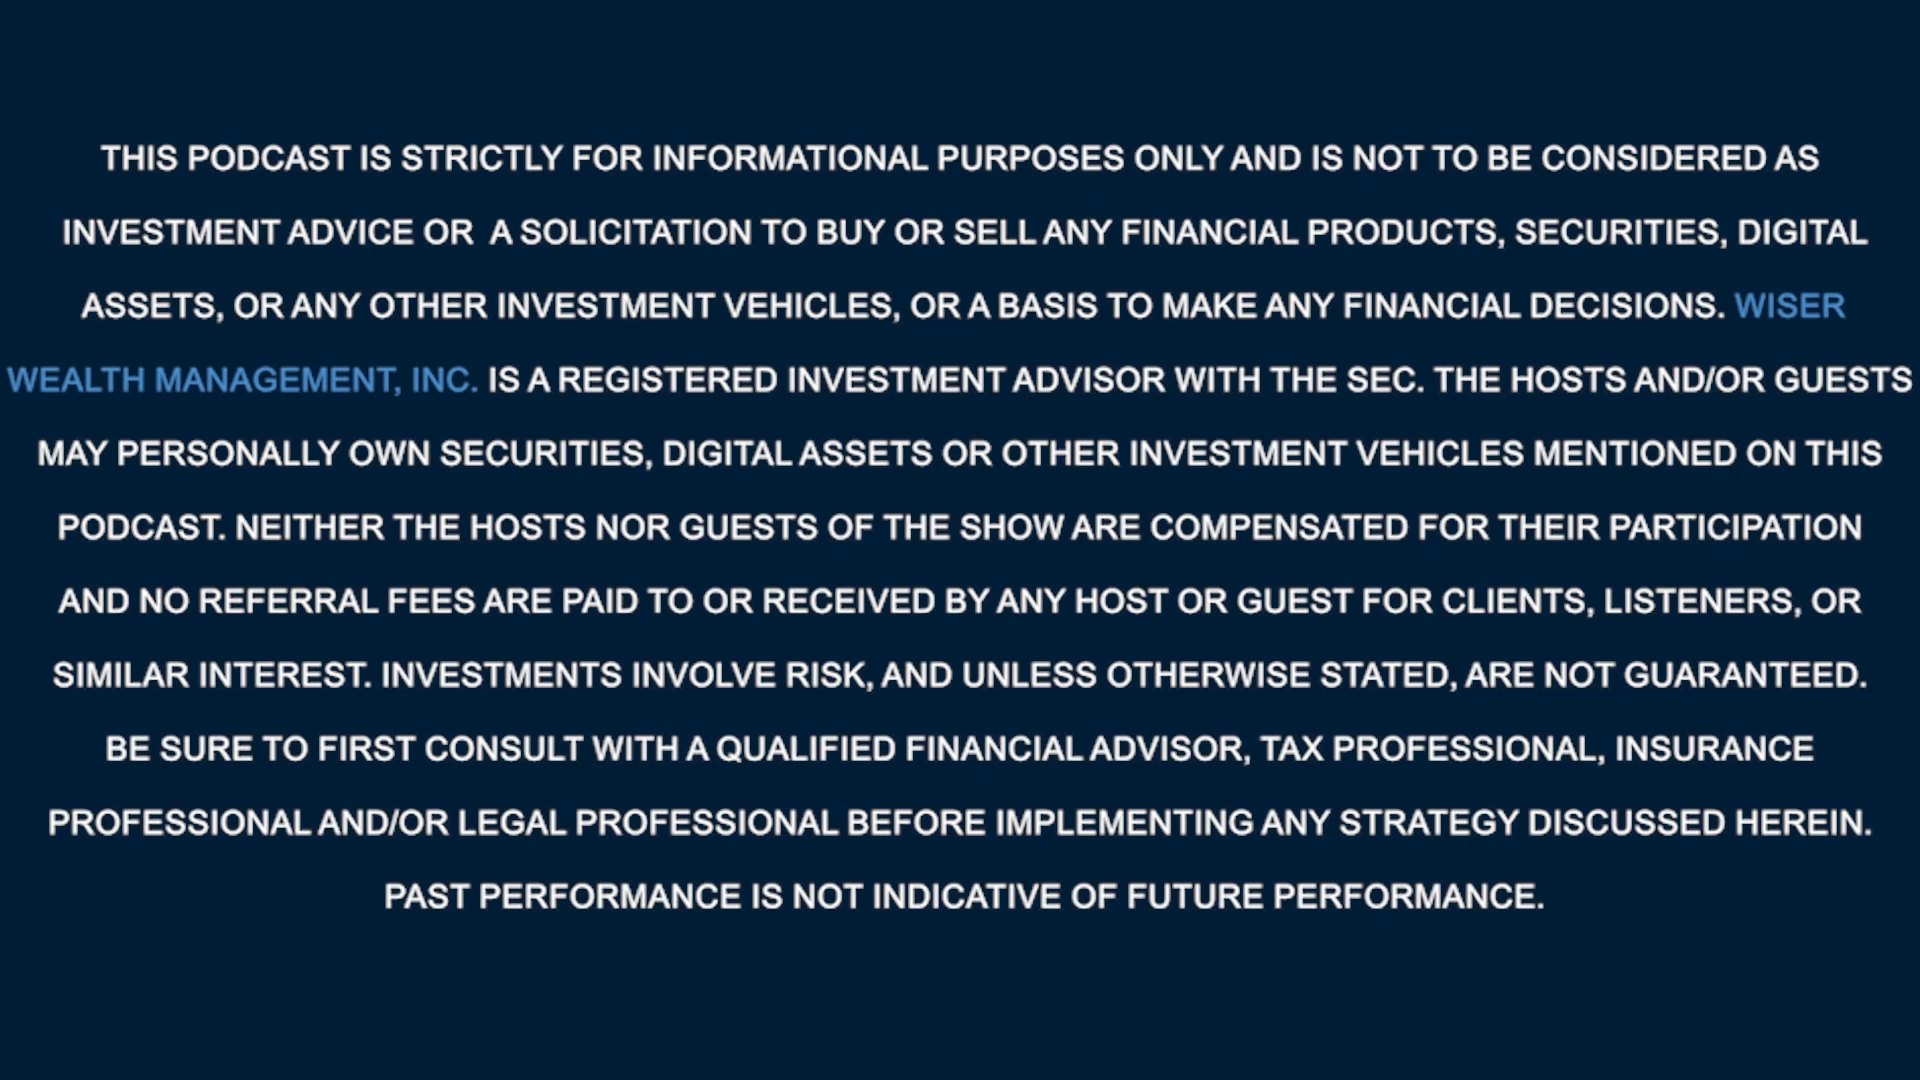 THIS PODCAST IS STRICTLY FOR INFORMATIONAL PURPOSES ONLY AND IS NOT TO BE CONSIDERED AS
INVESTMENT ADVICE OR A SOLICITATION TO BUY OR SELL ANY FINANCIAL PRODUCTS, SECURITIES, DIGITAL
ASSETS, OR ANY OTHER INVESTMENT VEHICLES, OR A BASIS TO MAKE ANY FINANCIAL DECISIONS. WISER
WEALTH MANAGEMENT, INC. IS A REGISTERED INVESTMENT ADVISOR WITH THE SEC. THE HOSTS AND/OR GUESTS
MAY PERSONALLY OWN SECURITIES, DIGITAL ASSETS OR OTHER INVESTMENT VEHICLES MENTIONED ON THIS
PODCAST. NEITHER THE HOSTS NOR GUESTS OF THE SHOW ARE COMPENSATED FOR THEIR PARTICIPATION
AND NO REFERRAL FEES ARE PAID TO OR RECEIVED BY ANY HOST OR GUEST FOR CLIENTS, LISTENERS, OR
SIMILAR INTEREST. INVESTMENTS INVOLVE RISK, AND UNLESS OTHERWISE STATED, ARE NOT GUARANTEED.
BE SURE TO FIRST CONSULT WITH A QUALIFIED FINANCIAL ADVISOR, TAX PROFESSIONAL, INSURANCE
PROFESSIONAL AND/OR LEGAL PROFESSIONAL BEFORE IMPLEMENTING ANY STRATEGY DISCUSSED HEREIN.
PAST PERFORMANCE IS NOT INDICATIVE OF FUTURE PERFORMANCE.